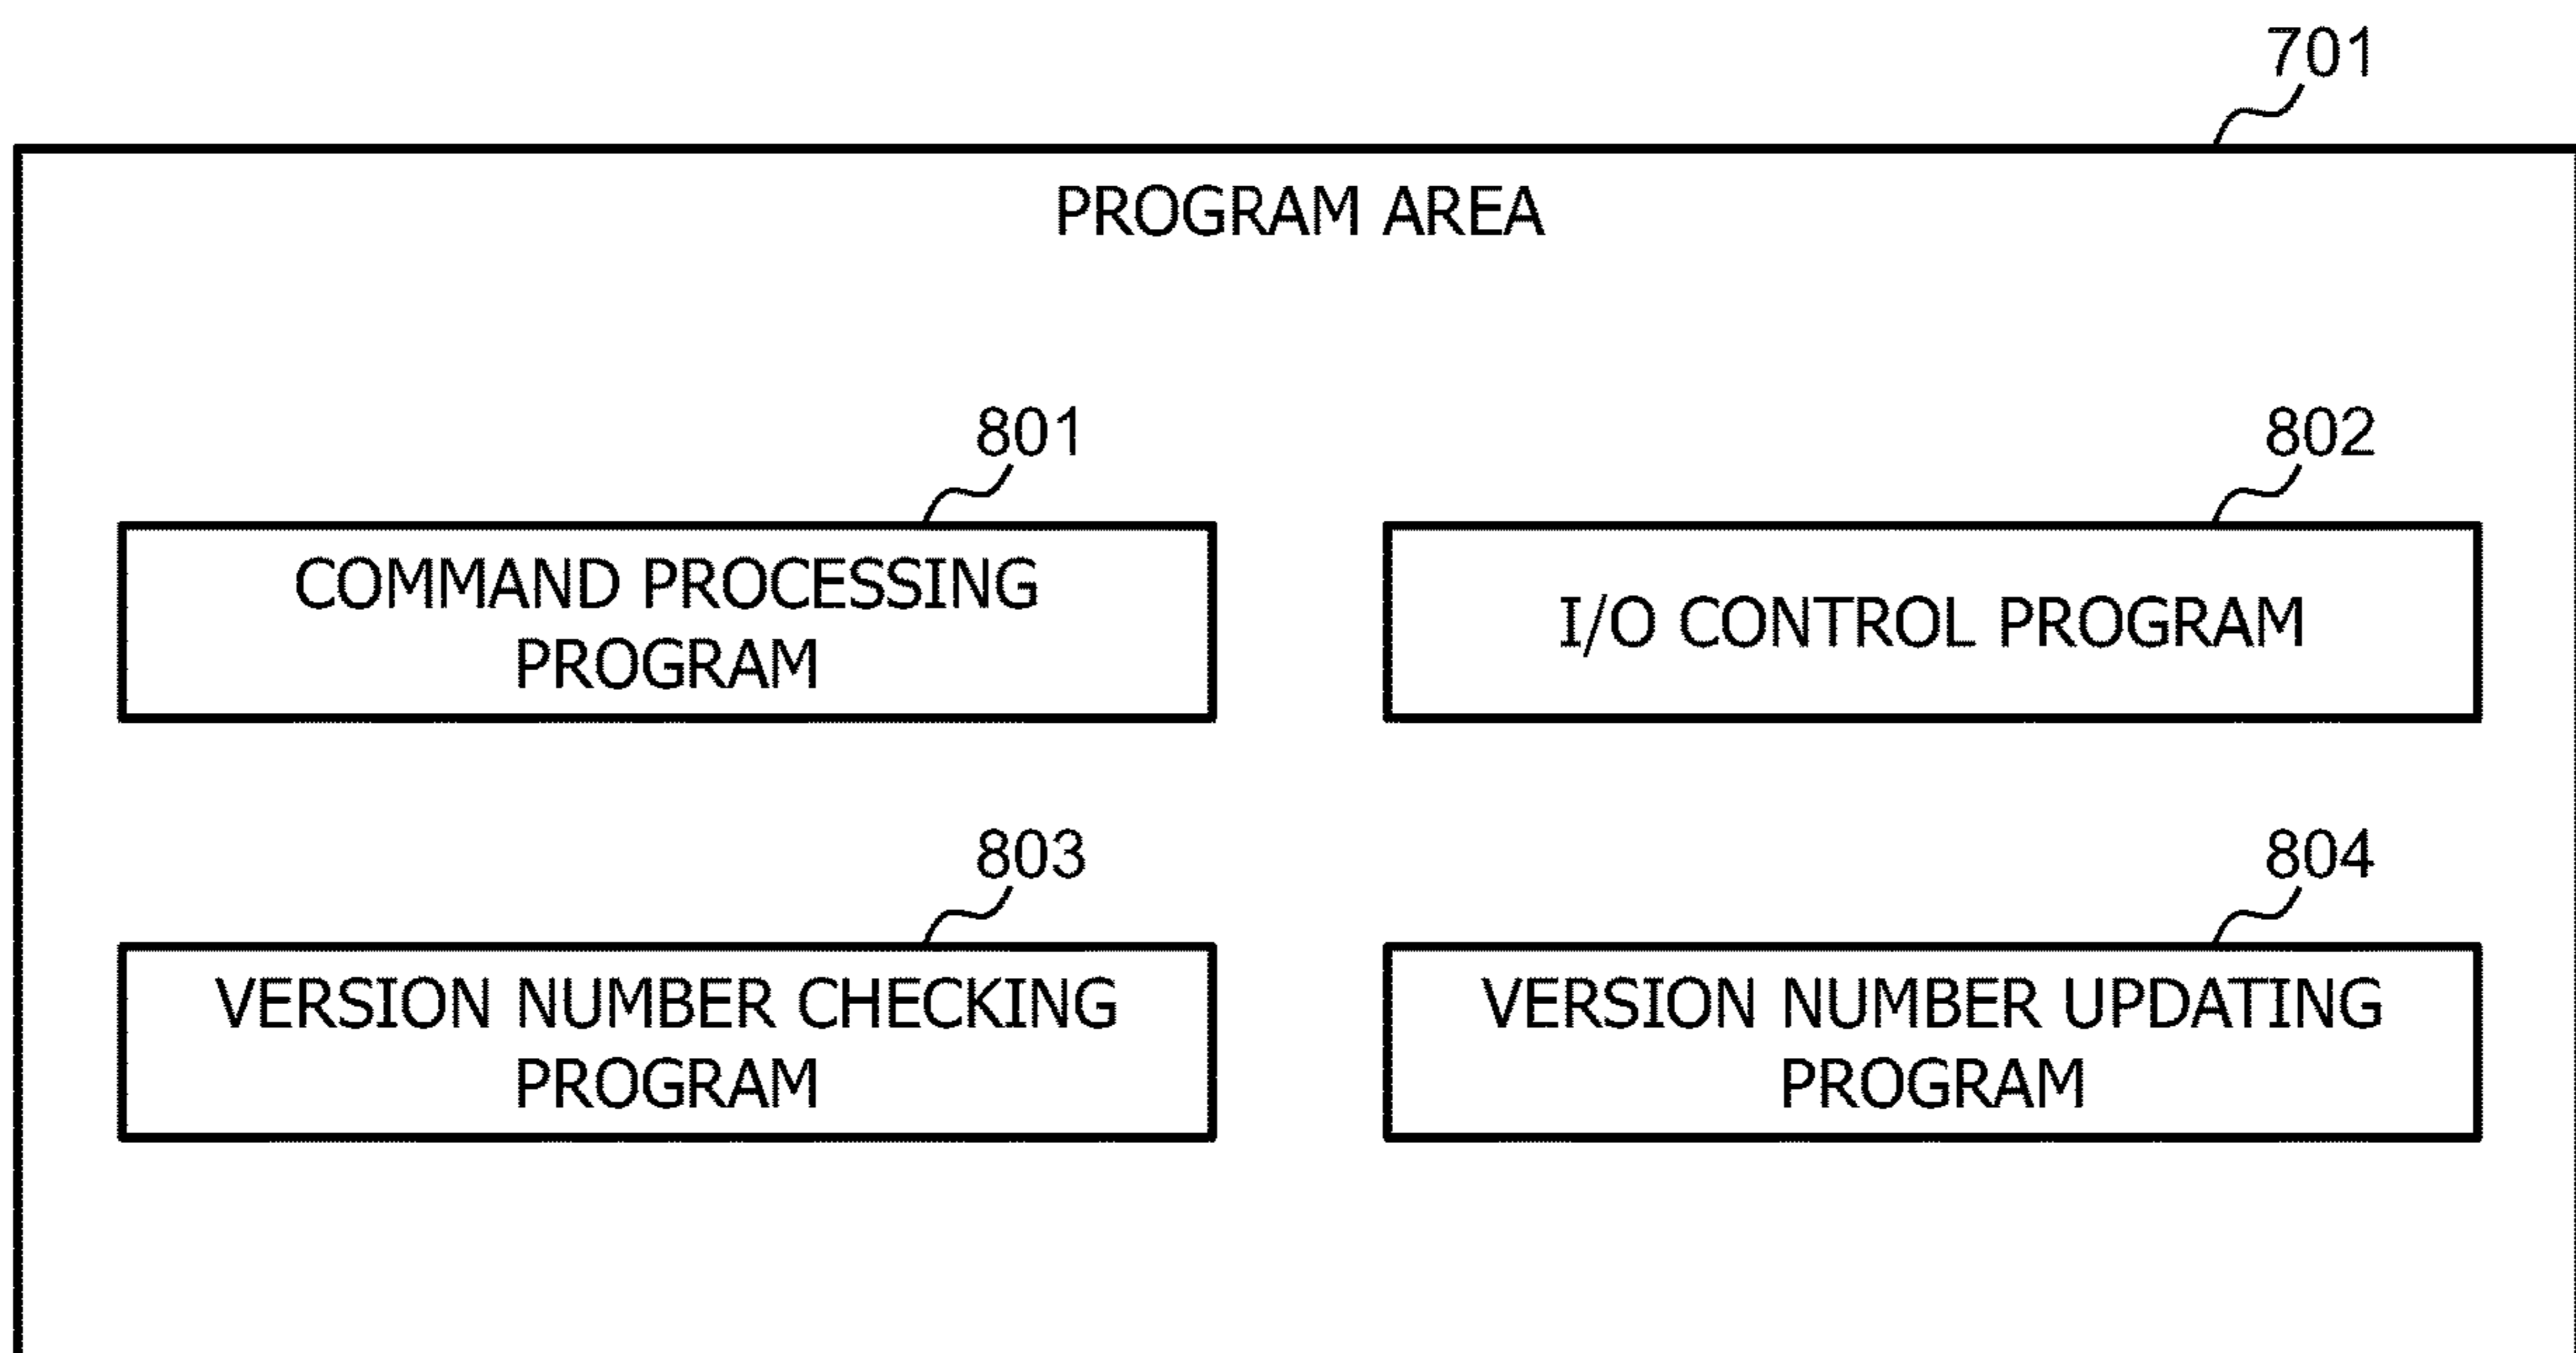 701
PROGRAM AREA
801
802
COMMAND PROCESSING
PROGRAM
I/O CONTROL PROGRAM
803
804
VERSION NUMBER CHECKING
PROGRAM
VERSION NUMBER UPDATING
PROGRAM